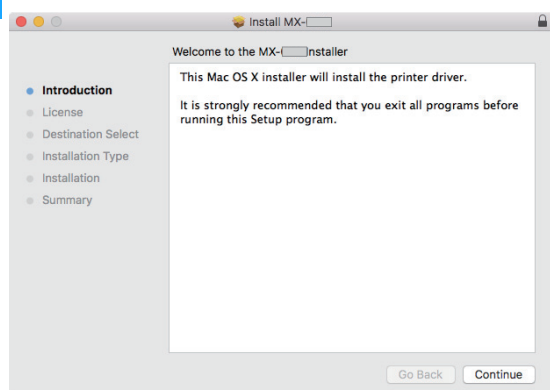 Install MX-
Welcome to the MX- nstaller
Introduction
License
Destination Select
Installation Type
Installation
Summary
This Mac OS X installer will install the printer driver.
It is strongly recommended that you exit all programs before
running this Setup program.
Go Back
Continue